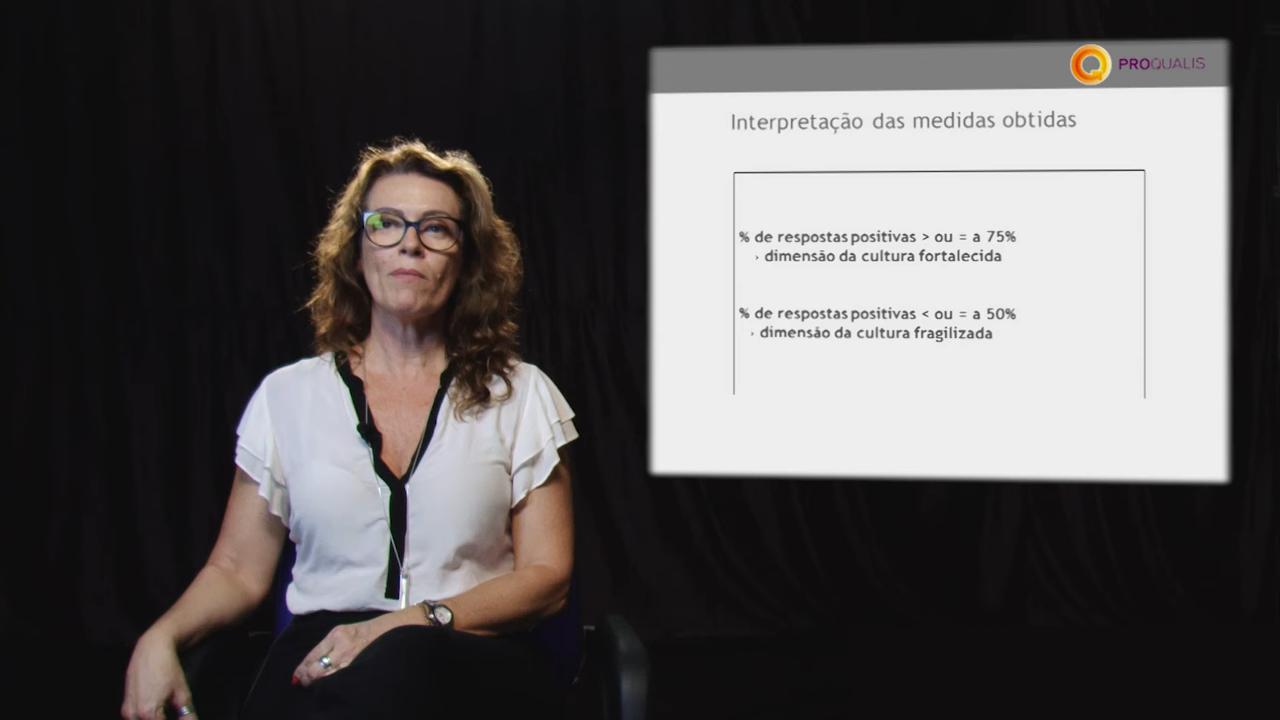 PROQUALIS
Interpretação das medidas obtidas
% de respostas positivas > ou = a 75%
› dimensão da cultura fortalecida
% de respostas positivas < ou = a 50%
› dimensão da cultura fragilizada